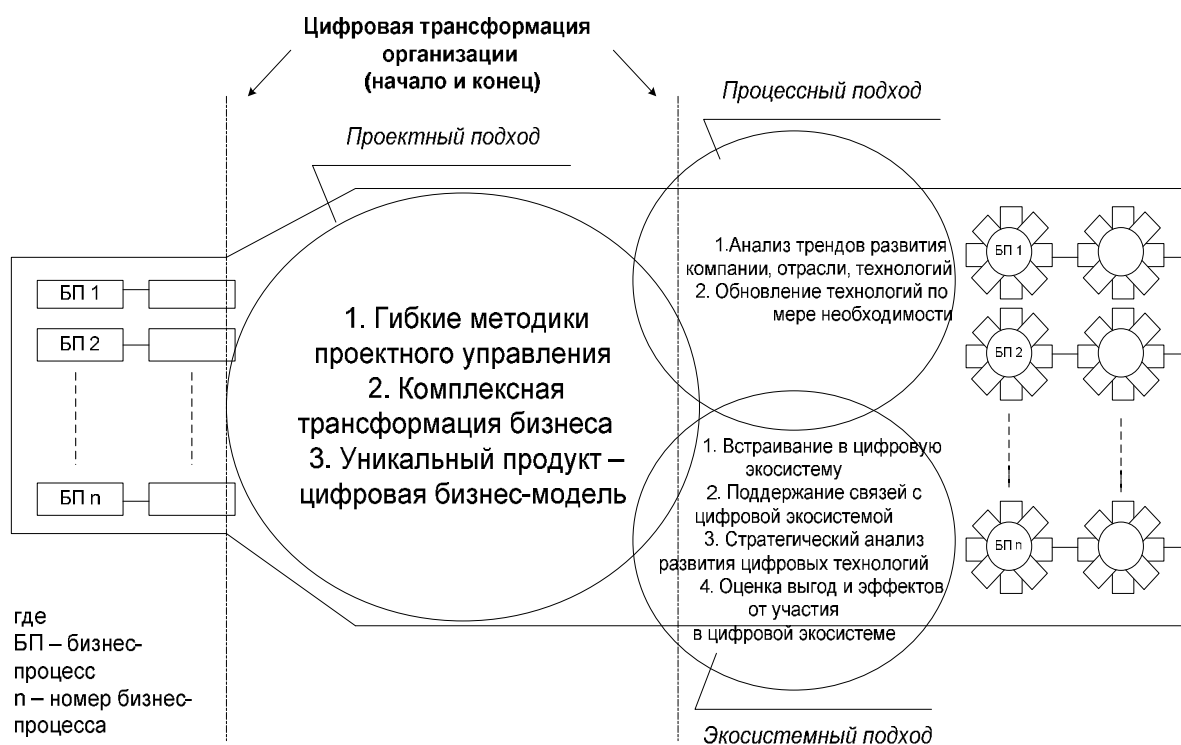 Цифровая трансформация
организации
(начало и конец)
Проектный подход
Процессный подход
БП 1
БП 2
БП n
1. Гибкие методики
проектного управления
2. Комплексная
трансформация бизнеса
3. Уникальный продукт –
цифровая бизнес-модель
1.Анализ трендов развития
компании, отрасли, технологий
2. Обновление технологий по
мере необходимости
1. Встраивание в цифровую
экосистему
2. Поддержание связей с
цифровой экосистемой
3. Стратегический анализ
развития цифровых технологий
4. Оценка выгод и эффектов
от участия
в цифровой экосистеме
БП 1
БП 2
БП n
где
БП – бизнес-
процесс
n – номер бизнес-
процесса
Экосистемный подход